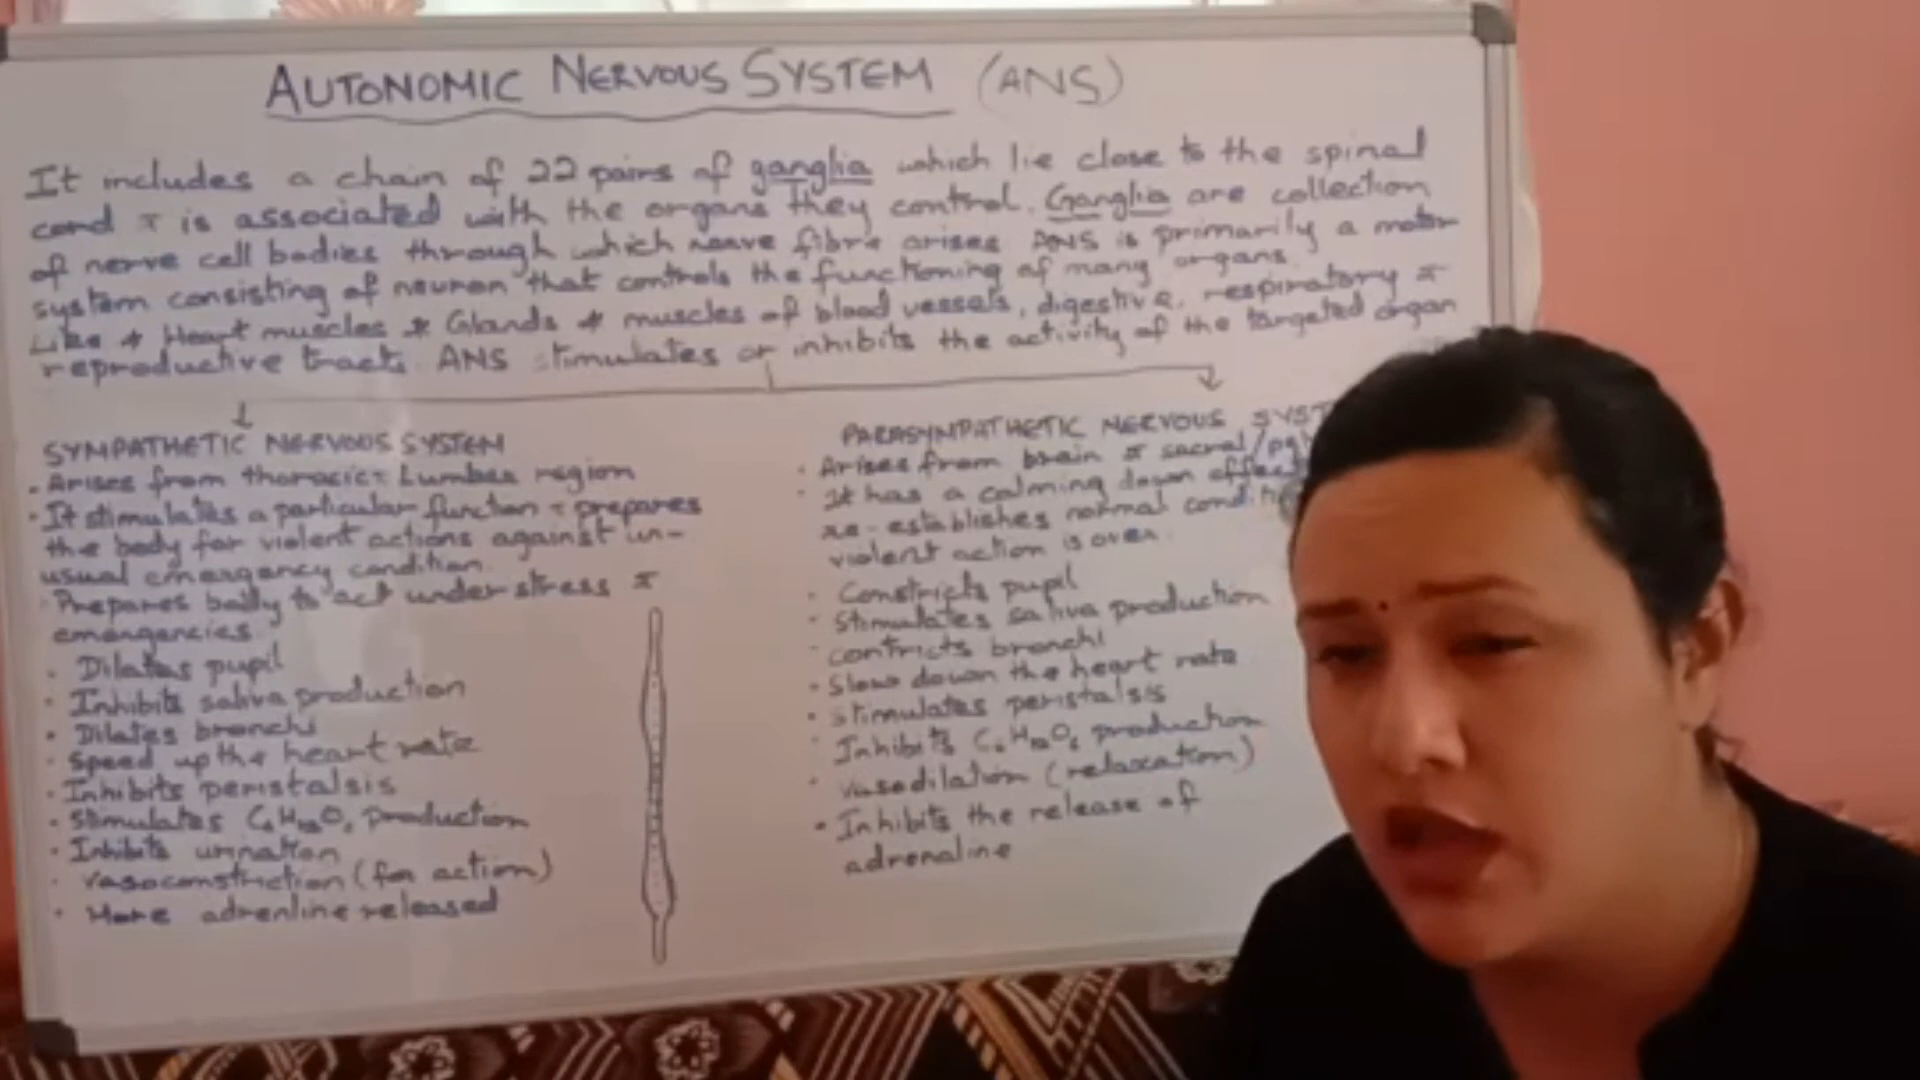 AUTONOMIC NERVOUS SYSTEM (ANS)
It includes a chain of 22 pairs of ganglia which lie close to the spinal
cord & is associated with the organs they control. Ganglia are collection
of nerve cell bodies through which nerve fibre arises ANS is primarily a motor
system consisting of neuron that controls the functioning of many organs.
Like * Heart muscles * Glands * muscles of blood vessels, digestive, respiratory &
reproductive tract. ANS stimulates or inhibits the activity of the targeted organ
SYMPATHETIC NERVOUS SYSTEM
• Arises from thoracic & Lumbar region
• It stimulates a particular function & prepares
the body for violent actions against un-
usual emergency condition.
• Prepares body to act under stress &
emergencies
• Dilates pupil
• Inhibits saliva production
• Dilates bronchi
• Speed up the heart rate
• Inhibits peristalsis
• Stimulates C6H12O6 production
• Inhibits urination
• Vasoconstriction (for action)
• More adrenline released
PARASYMPATHETIC NERVOUS SYST
• Arises from brain & sacral/
• It has a calming down effect
re-establishes normal conditi
violent action is over.
• Constricts pupil
• Stimulates saliva production
• contricts bronchi
• Slow down the heart rate
• stimulates peristalsis
• Inhibits C6H12O6 production
• vasodilation (relaxation)
• Inhibits the release of
adrenaline